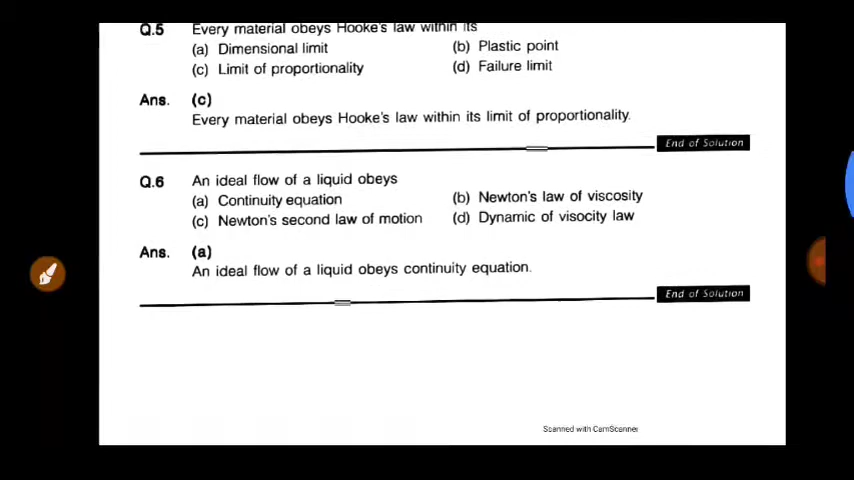 Q.5 Every material obeys Hooke's law within its
(a) Dimensional limit (b) Plastic point
(c) Limit of proportionality (d) Failure limit
Ans. (c)
Every material obeys Hooke's law within its limit of proportionality.
End of Solution
Q.6 An ideal flow of a liquid obeys
(a) Continuity equation (b) Newton's law of viscosity
(c) Newton's second law of motion (d) Dynamic of visocity law
Ans. (a)
An ideal flow of a liquid obeys continuity equation.
End of Solution
Scanned with CamScanner